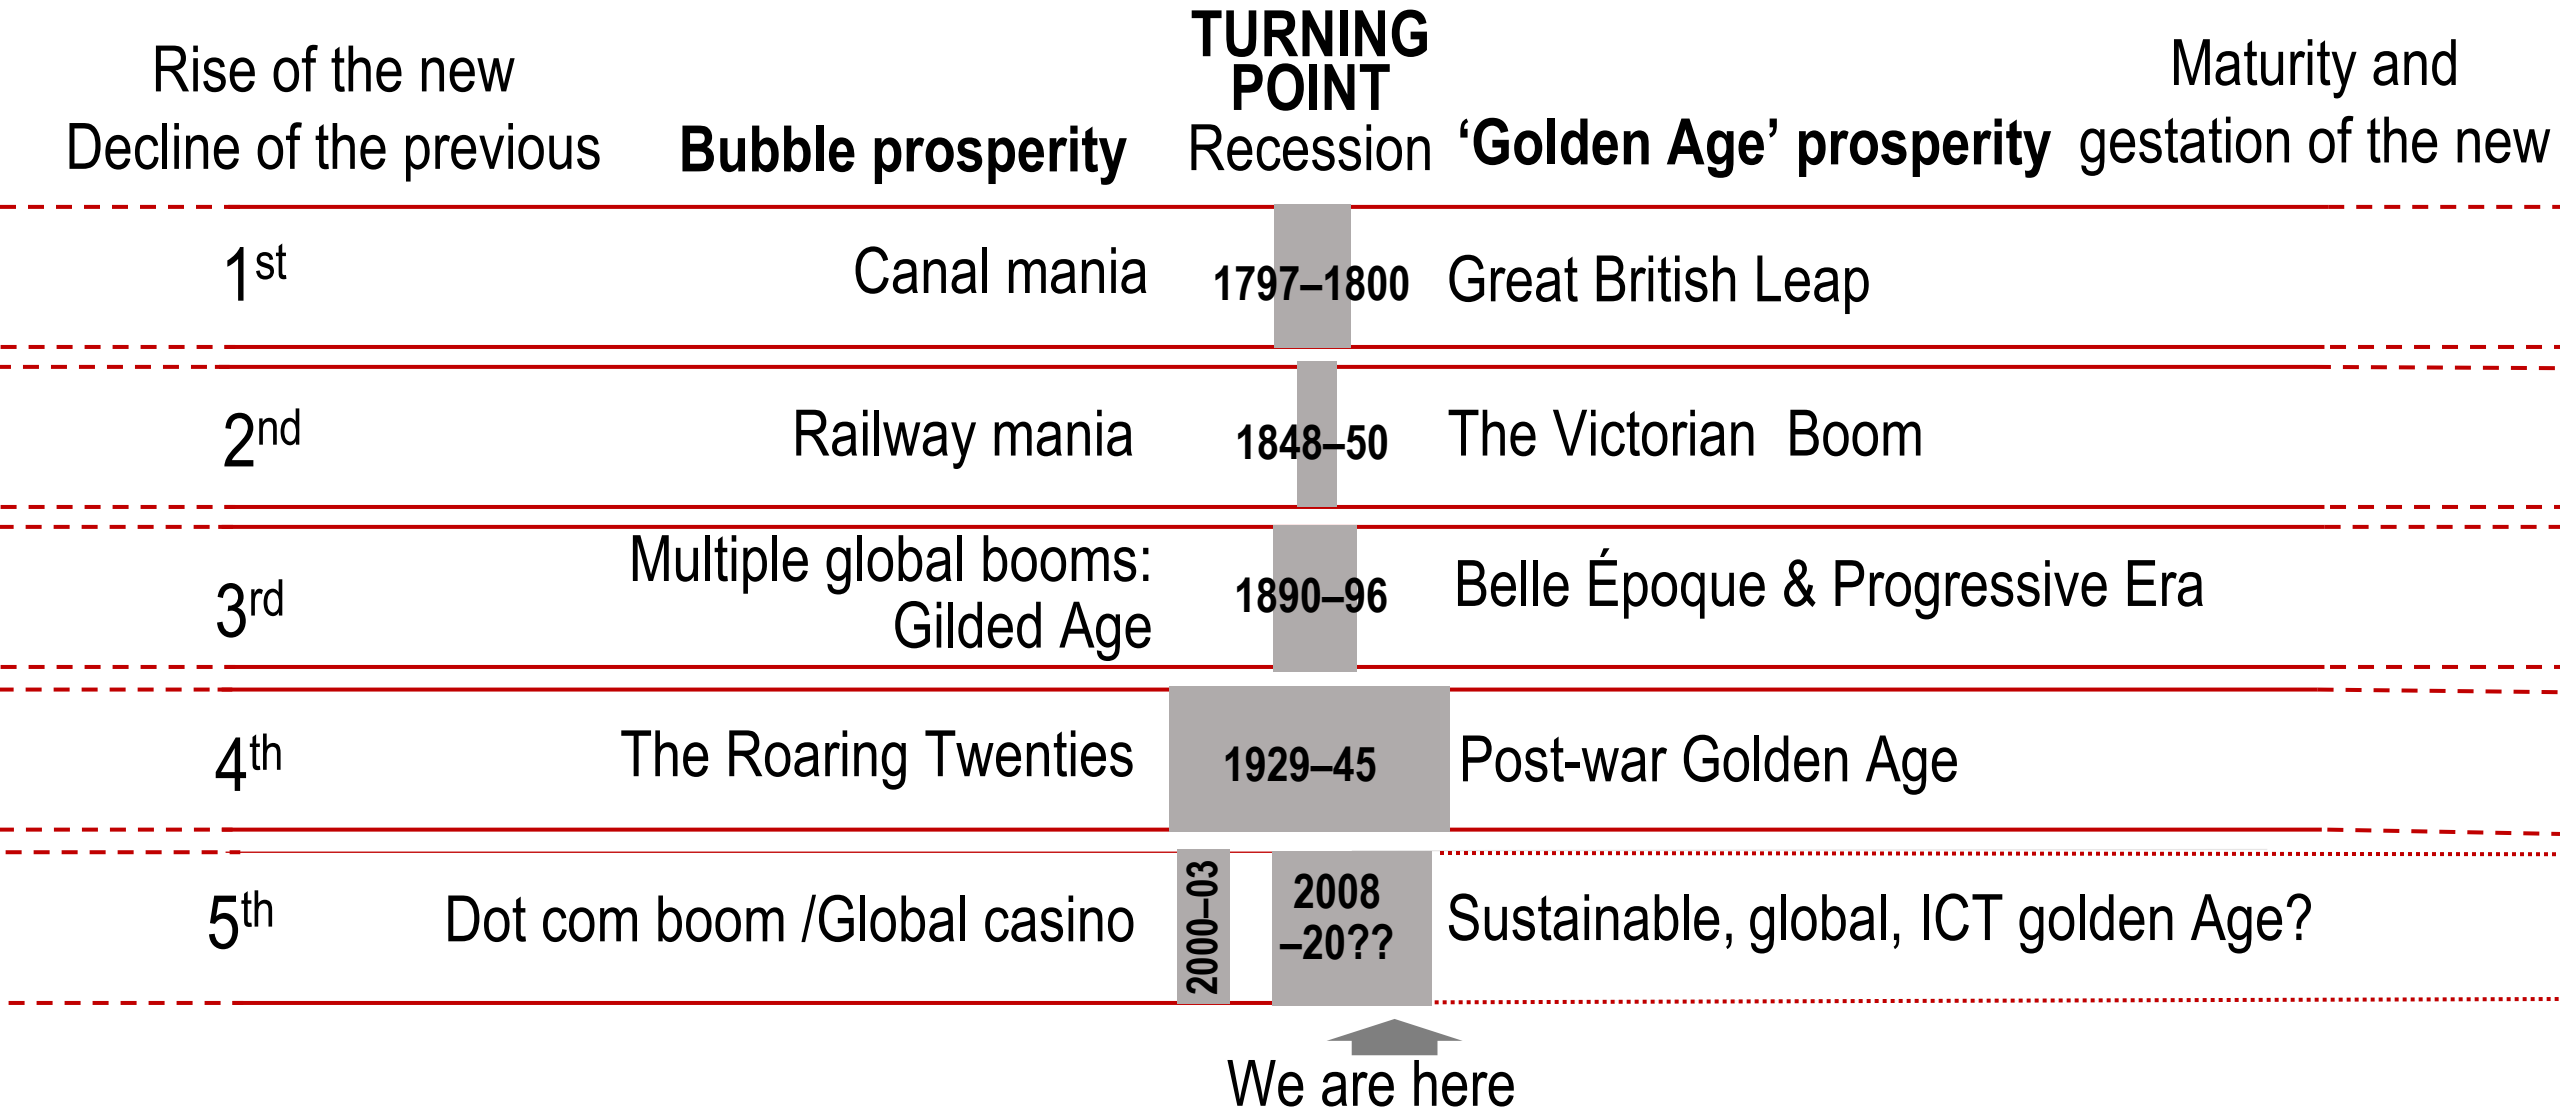 Rise of the new
Decline of the previous
Bubble prosperity
TURNING
POINT
Recession
‘Golden Age’ prosperity
Maturity and
gestation of the new
1st
Canal mania
1797–1800
Great British Leap
2nd
Railway mania
1848–50
The Victorian Boom
3rd
Multiple global booms:
Gilded Age
1890–96
Belle Époque & Progressive Era
4th
The Roaring Twenties
1929–45
Post-war Golden Age
5th
Dot com boom /Global casino
2000–03
2008
–20??
Sustainable, global, ICT golden Age?
We are here